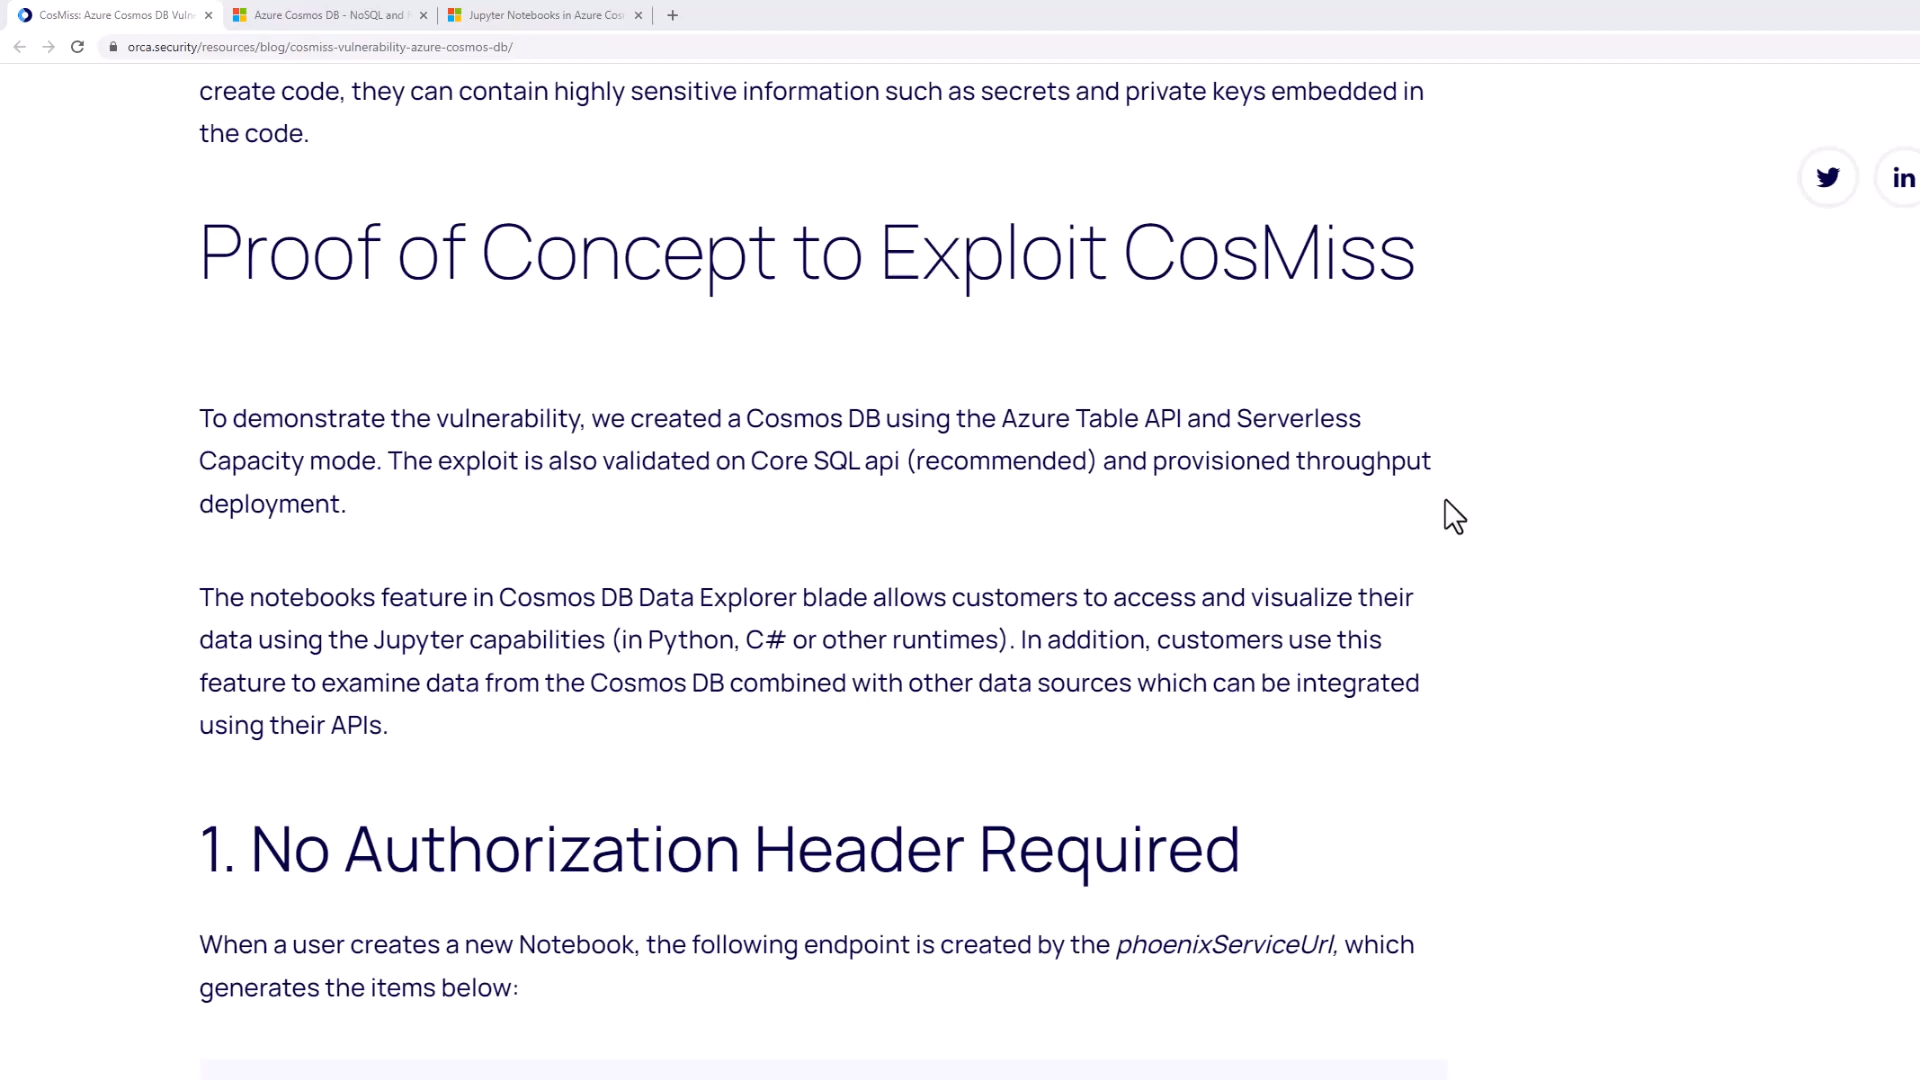 CosMiss: Azure Cosmos DB Vuln
Azure Cosmos DB - NoSQL and
Jupyter Notebooks in Azure Cos
orca.security/resources/blog/cosmiss-vulnerability-azure-cosmos-db/
create code, they can contain highly sensitive information such as secrets and private keys embedded in
the code.
in
Proof of Concept to Exploit CosMiss
To demonstrate the vulnerability, we created a Cosmos DB using the Azure Table API and Serverless
Capacity mode. The exploit is also validated on Core SQL api (recommended) and provisioned throughput
deployment.
The notebooks feature in Cosmos DB Data Explorer blade allows customers to access and visualize their
data using the Jupyter capabilities (in Python, C# or other runtimes). In addition, customers use this
feature to examine data from the Cosmos DB combined with other data sources which can be integrated
using their APIs.
1. No Authorization Header Required
When a user creates a new Notebook, the following endpoint is created by the phoenixServiceUrl, which
generates the items below: